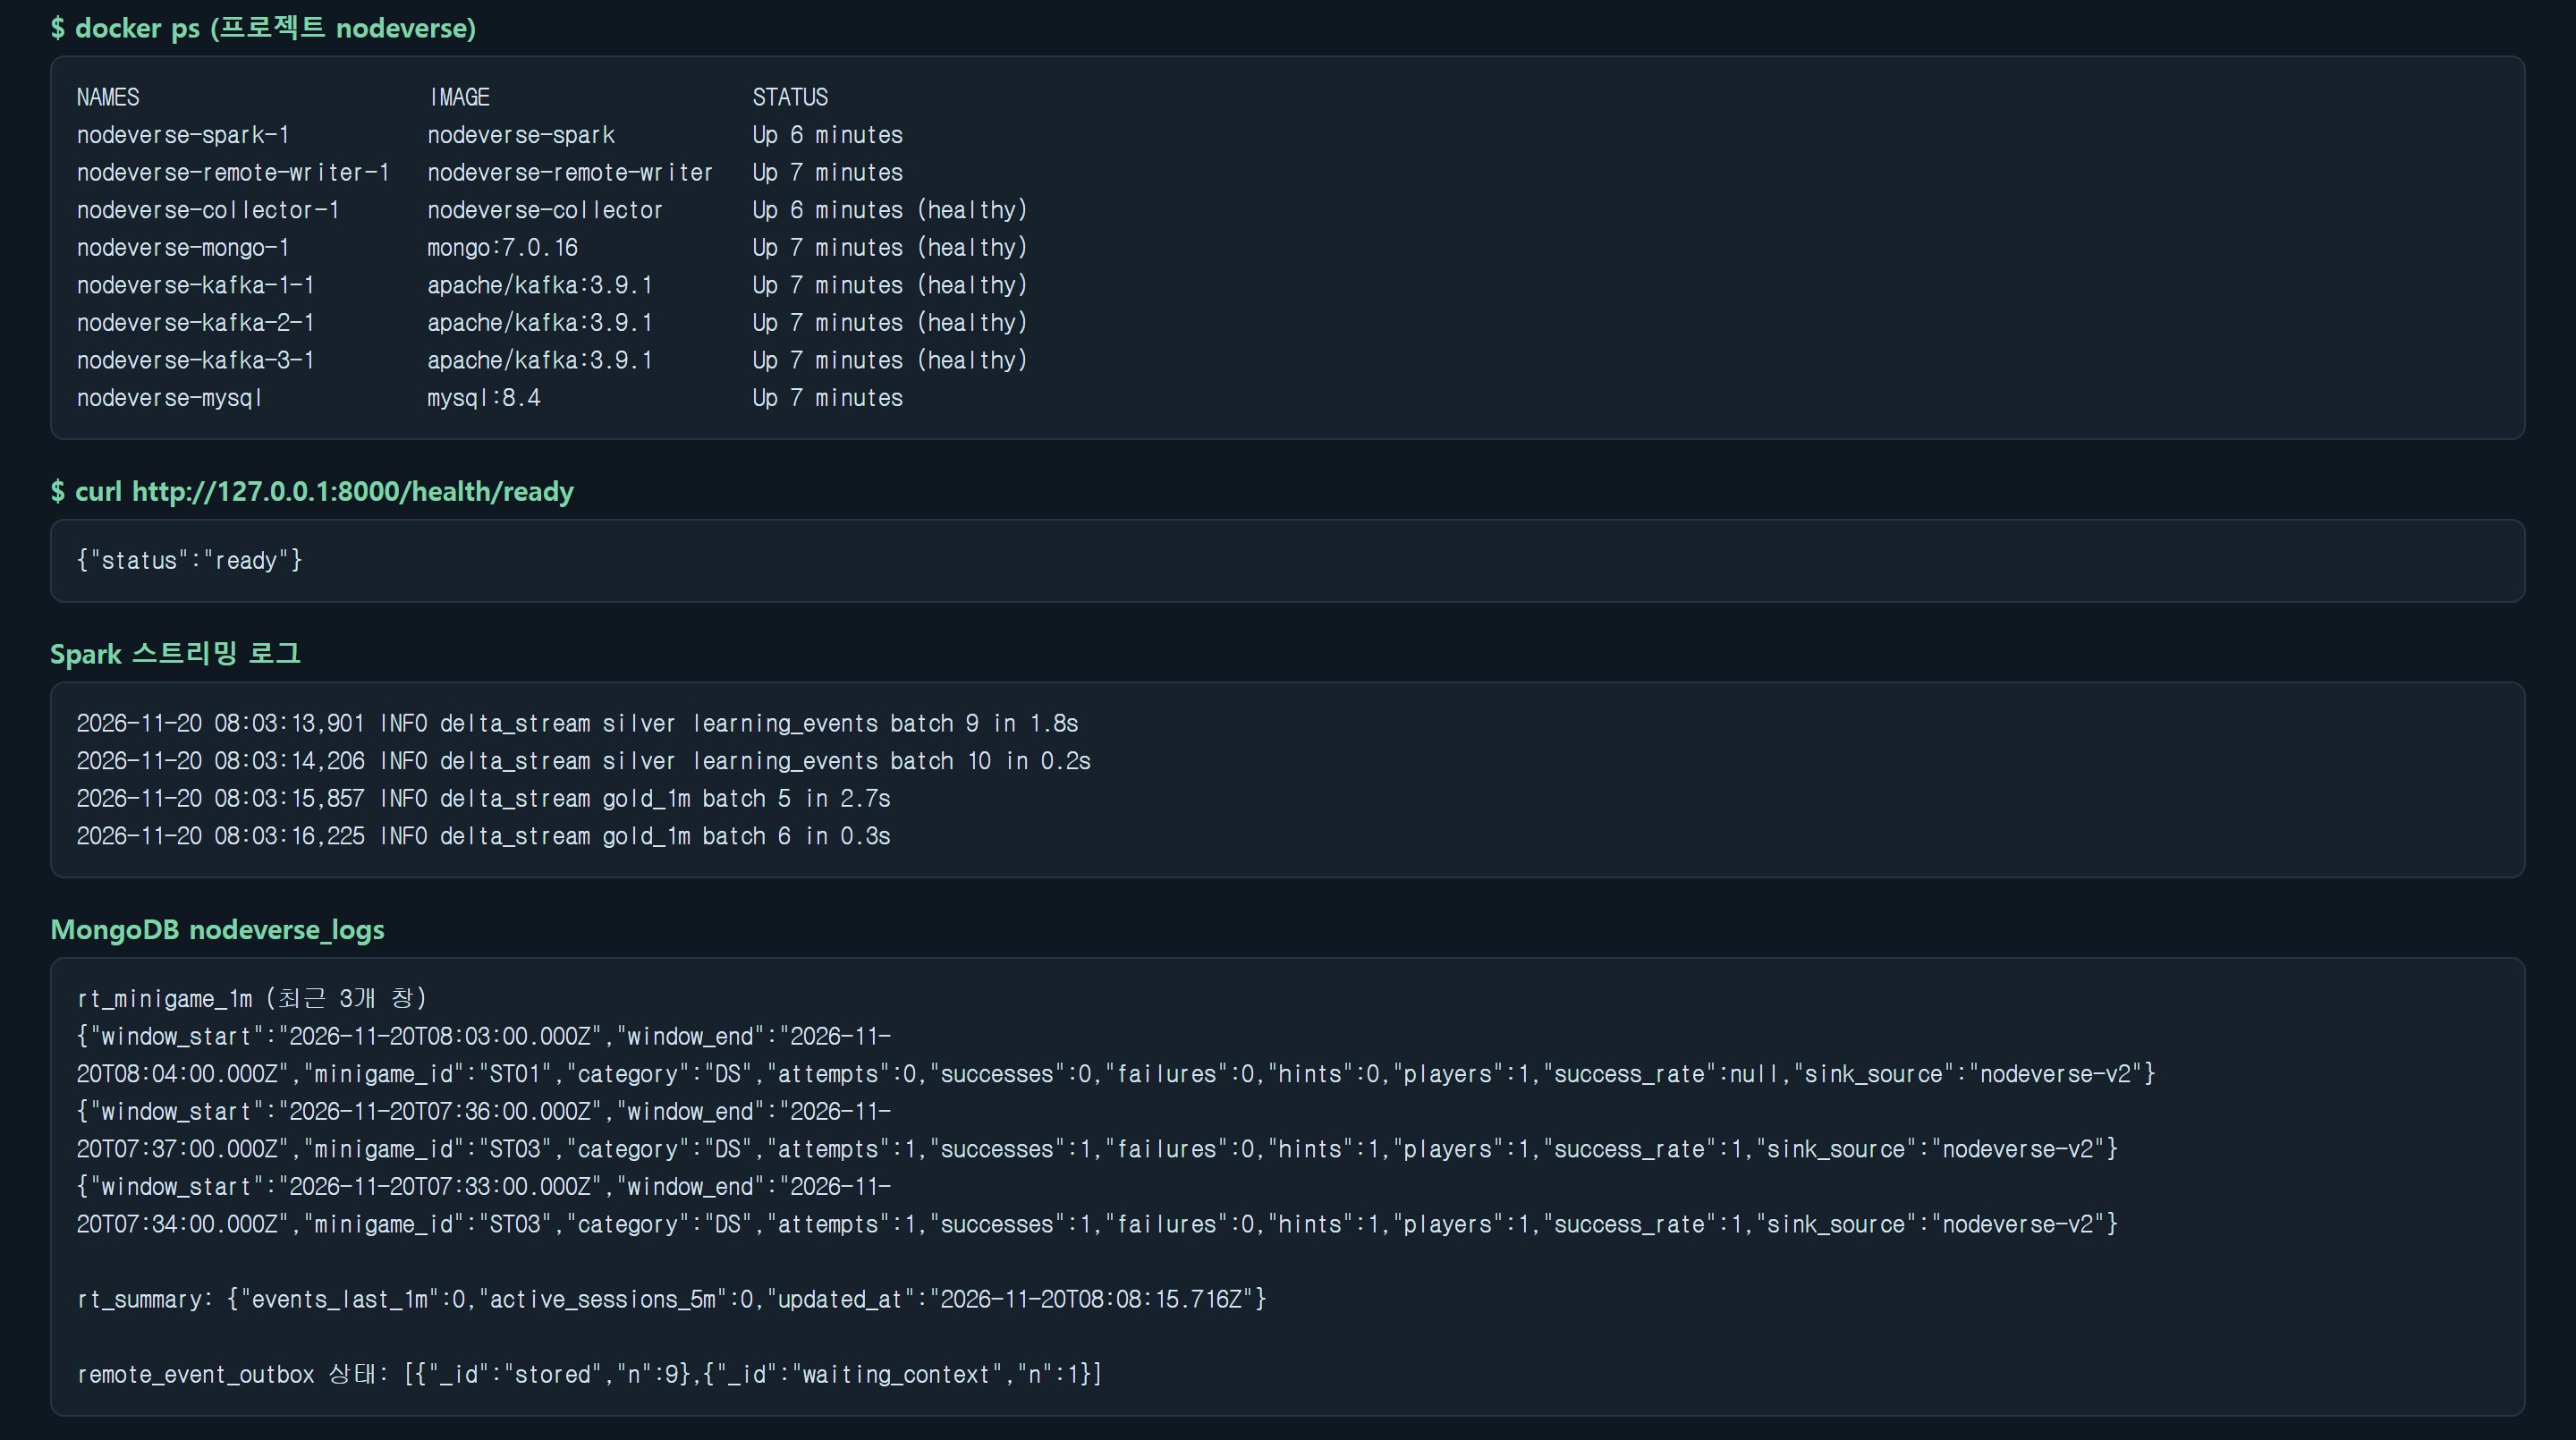 $ docker ps (프로젝트 nodeverse)
NAMES IMAGE STATUS
nodeverse-spark-1 nodeverse-spark Up 6 minutes
nodeverse-remote-writer-1 nodeverse-remote-writer Up 7 minutes
nodeverse-collector-1 nodeverse-collector Up 6 minutes (healthy)
nodeverse-mongo-1 mongo:7.0.16 Up 7 minutes (healthy)
nodeverse-kafka-1-1 apache/kafka:3.9.1 Up 7 minutes (healthy)
nodeverse-kafka-2-1 apache/kafka:3.9.1 Up 7 minutes (healthy)
nodeverse-kafka-3-1 apache/kafka:3.9.1 Up 7 minutes (healthy)
nodeverse-mysql mysql:8.4 Up 7 minutes
$ curl http://127.0.0.1:8000/health/ready
{"status":"ready"}
Spark 스트리밍 로그
2026-11-20 08:03:13,901 INFO delta_stream silver learning_events batch 9 in 1.8s
2026-11-20 08:03:14,206 INFO delta_stream silver learning_events batch 10 in 0.2s
2026-11-20 08:03:15,857 INFO delta_stream gold_1m batch 5 in 2.7s
2026-11-20 08:03:16,225 INFO delta_stream gold_1m batch 6 in 0.3s
MongoDB nodeverse_logs
rt_minigame_1m (최근 3개 창)
{"window_start":"2026-11-20T08:03:00.000Z","window_end":"2026-11-
20T08:04:00.000Z","minigame_id":"ST01","category":"DS","attempts":0,"successes":0,"failures":0,"hints":0,"players":1,"success_rate":null,"sink_source":"nodeverse-v2"}
{"window_start":"2026-11-20T07:36:00.000Z","window_end":"2026-11-
20T07:37:00.000Z","minigame_id":"ST03","category":"DS","attempts":1,"successes":1,"failures":0,"hints":1,"players":1,"success_rate":1,"sink_source":"nodeverse-v2"}
{"window_start":"2026-11-20T07:33:00.000Z","window_end":"2026-11-
20T07:34:00.000Z","minigame_id":"ST03","category":"DS","attempts":1,"successes":1,"failures":0,"hints":1,"players":1,"success_rate":1,"sink_source":"nodeverse-v2"}
rt_summary: {"events_last_1m":0,"active_sessions_5m":0,"updated_at":"2026-11-20T08:08:15.716Z"}
remote_event_outbox 상태: [{"_id":"stored","n":9},{"_id":"waiting_context","n":1}]